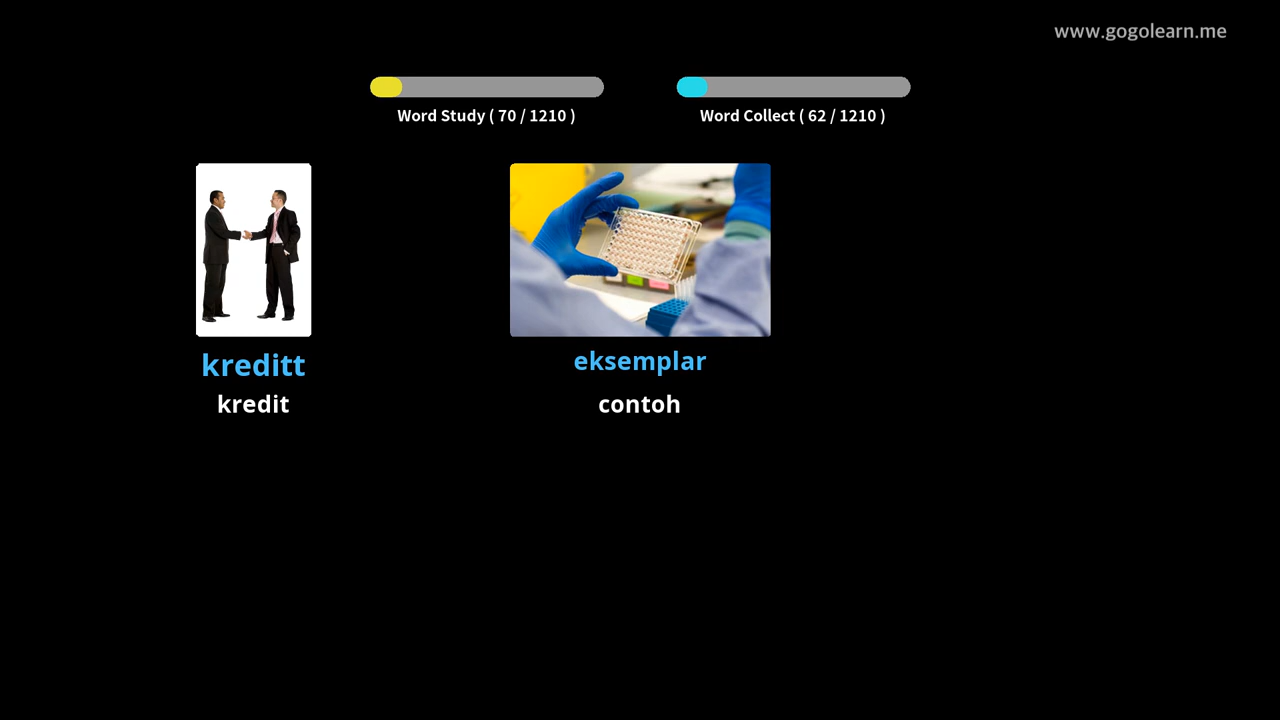 www.gogolearn.me
Word Study ( 70 / 1210 )
Word Collect ( 62 / 1210 )
kreditt
kredit
eksemplar
contoh